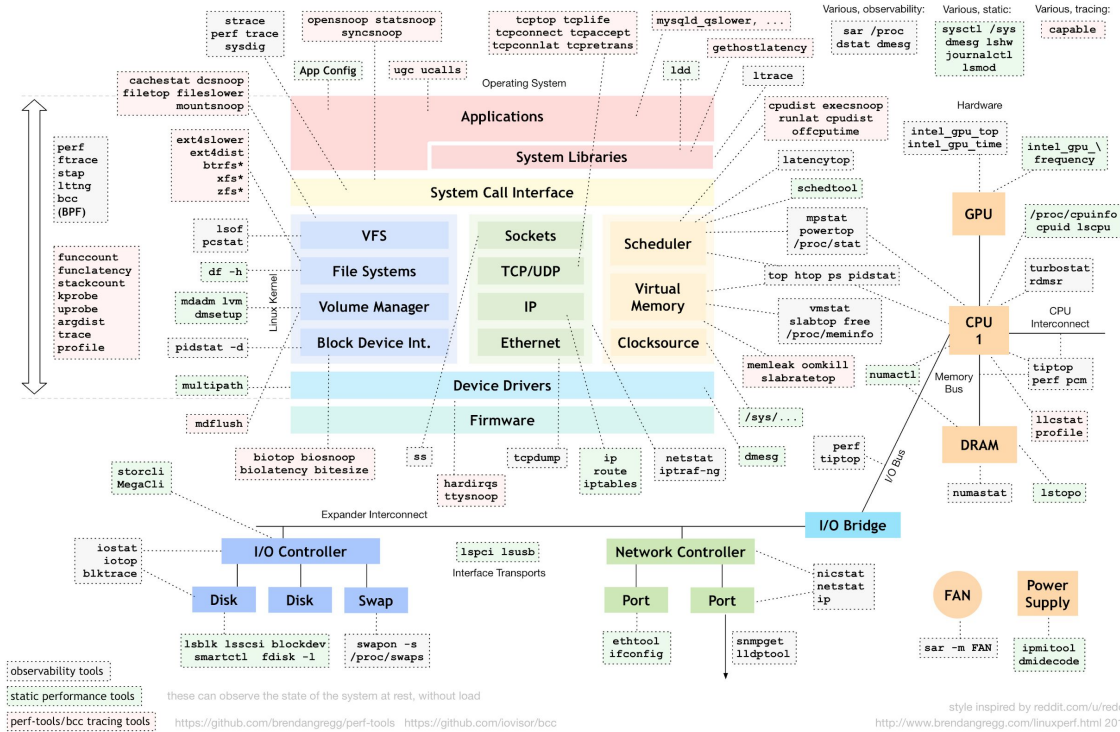 strace
perf trace
sysdig
opensnoop statsnoop
syncsnoop
tcptop tcplife
tcpconnect tcpaccept
tcpconnlat tcpretrans
mysqld_qslower, ...
gethostlatency
Various, observability:
sar /proc
dstat dmesg
Various, static:
sysctl /sys
dmesg lshw
journalctl
lsmod
Various, tracing:
capable
App Config
ugc ucalls
Operating System
ldd
ltrace
cachestat dcsnoop
filetop fileslower
mountsnoop
Applications
System Libraries
System Call Interface
cpudist execsnoop
runlat cpudist
offcputime
Hardware
intel_gpu_top
intel_gpu_time
intel_gpu_\
frequency
perf
ftrace
stap
lttng
bcc
(BPF)
ext4slower
ext4dist
btrfs*
xfs*
zfs*
latencytop
schedtool
mpstat
powertop
/proc/stat
GPU
/proc/cpuinfo
cpuid lscpu
lsof
pcstat
VFS
Sockets
Scheduler
funccount
funclatency
stackcount
kprobe
uprobe
argdist
trace
profile
df -h
File Systems
TCP/UDP
top htop ps pidstat
turbostat
rdmsr
mdadm lvm
dmsetup
Linux Kernel
Volume Manager
IP
Virtual
Memory
vmstat
slabtop free
/proc/meminfo
CPU
1
CPU
Interconnect
pidstat -d
Block Device Int.
Ethernet
Clocksource
memleak oomkill
slabratetop
numactl
Memory
Bus
tiptop
perf pcm
multipath
Device Drivers
mdflush
Firmware
/sys/...
llcstat
profile
DRAM
biotop biosnoop
biolatency bitesize
ss
tcpdump
ip
route
iptables
netstat
iptraf-ng
dmesg
perf
tiptop
I/O Bus
hardirqs
ttysnoop
numastat
lstopo
storcli
MegaCli
Expander Interconnect
I/O Bridge
iostat
iotop
blktrace
I/O Controller
lspci lsusb
Interface Transports
Network Controller
nicstat
netstat
ip
Disk
Disk
Swap
Port
Port
FAN
Power
Supply
lsblk lsscsi blockdev
smartctl fdisk -l
swapon -s
/proc/swaps
ethtool
ifconfig
snmpget
lldptool
sar -m FAN
ipmitool
dmidecode
observability tools
static performance tools
these can observe the state of the system at rest, without load
perf-tools/bcc tracing tools
https://github.com/brendangregg/perf-tools https://github.com/iovisor/bcc
style inspired by reddit.com/u/redc
http://www.brendangregg.com/linuxperf.html 201